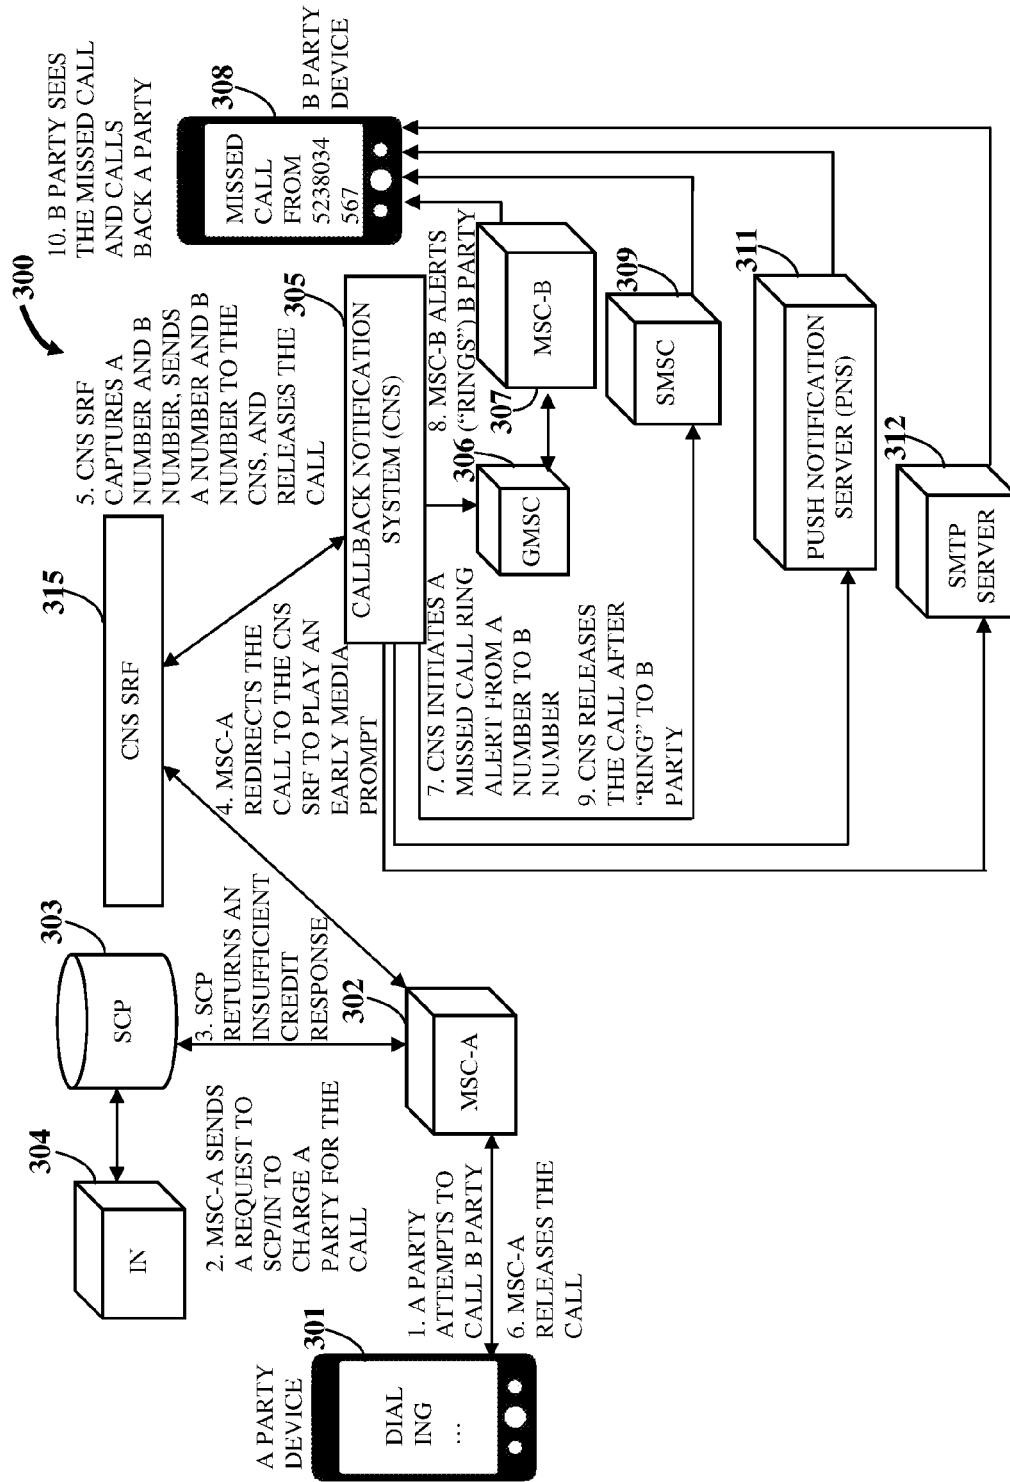 300
A PARTY
DEVICE
301
DIAL
ING
...
1. A PARTY
ATTEMPTS TO
CALL B PARTY
6. MSC-A
RELEASES THE
CALL
304
IN
303
SCP
2. MSC-A SENDS
A REQUEST TO
SCP/IN TO
CHARGE A
PARTY FOR THE
CALL
3. SCP
RETURNS AN
INSUFFICIENT
CREDIT
RESPONSE
302
MSC-A
315
CNS SRF
4. MSC-A
REDIRECTS THE
CALL TO THE CNS
SRF TO PLAY AN
EARLY MEDIA
PROMPT
5. CNS SRF
CAPTURES A
NUMBER AND B
NUMBER, SENDS
A NUMBER AND B
NUMBER TO THE
CNS, AND
RELEASES THE
CALL
305
CALLBACK NOTIFICATION
SYSTEM (CNS)
7. CNS INITIATES A
MISSED CALL RING
ALERT FROM A
NUMBER TO B
NUMBER
9. CNS RELEASES
THE CALL AFTER
“RING” TO B
PARTY
306
GMSC
8. MSC-B ALERTS
(“RINGS”) B PARTY
307
MSC-B
309
SMSC
311
PUSH NOTIFICATION
SERVER (PNS)
312
SMTP
SERVER
10. B PARTY SEES
THE MISSED CALL
AND CALLS
BACK A PARTY
308
MISSED
CALL
FROM
5238034
567
B PARTY
DEVICE